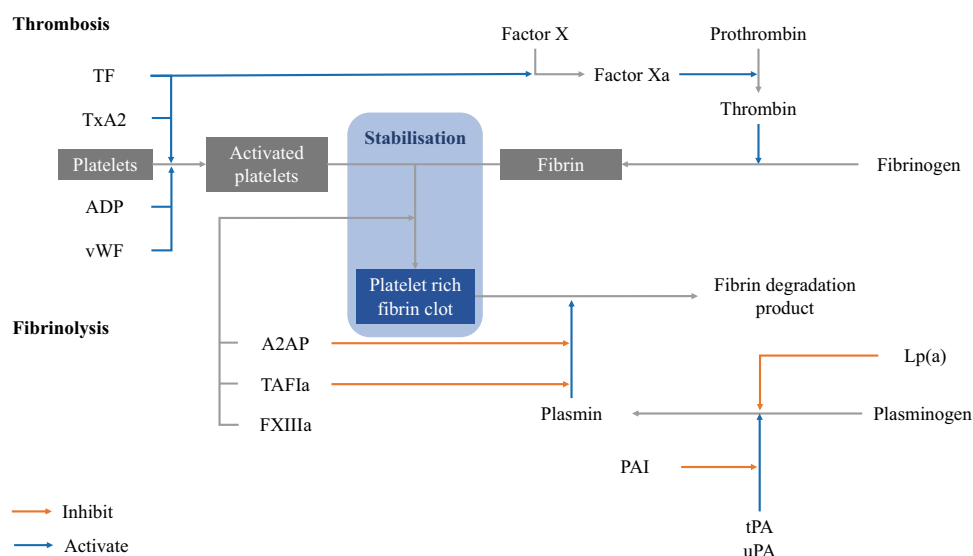 Thrombosis
Factor X
Prothrombin
TF
Factor Xa
TxA2
Thrombin
Stabilisation
Platelets
Activated
platelets
Fibrin
Fibrinogen
ADP
vWF
Platelet rich
fibrin clot
Fibrin degradation
product
Fibrinolysis
A2AP
Lp(a)
TAFIa
Plasmin
Plasminogen
FXIIIa
PAI
Inhibit
tPA
Activate
uPA